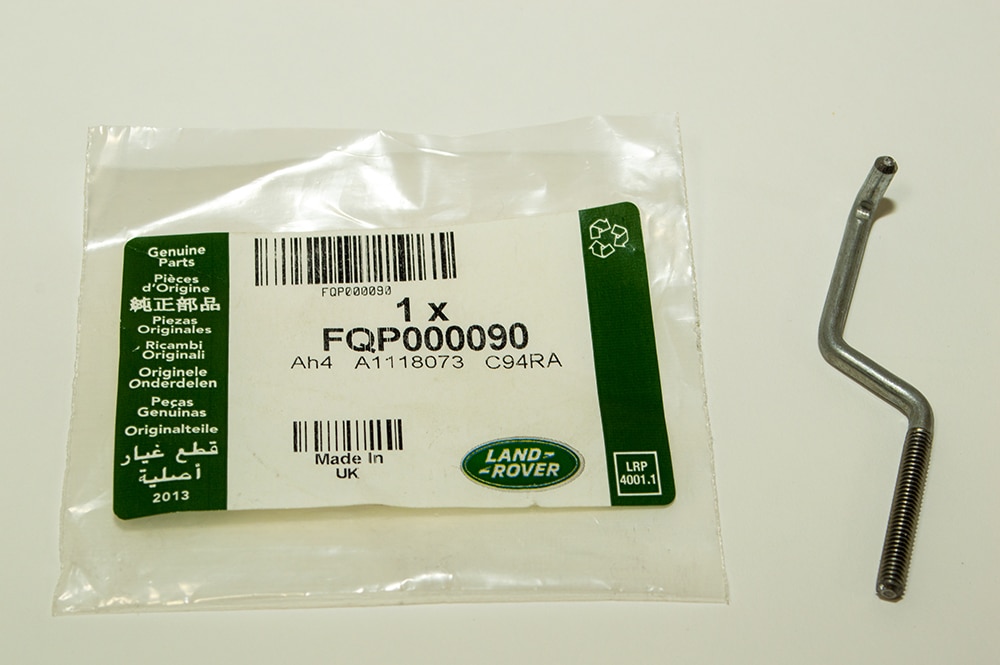 Genuine
Parts
Pièces
d'Origine
純正部品
Piezas
Originales
Ricambi
Originali
Originele
Onderdelen
Peças
Genuinas
Originalteile
قطع غيار
أصلية
2013
FQP000090
1 x
FQP000090
Ah4 A1118073 C94RA
Made In
UK
LAND-
-ROVER
LRP
4001.1